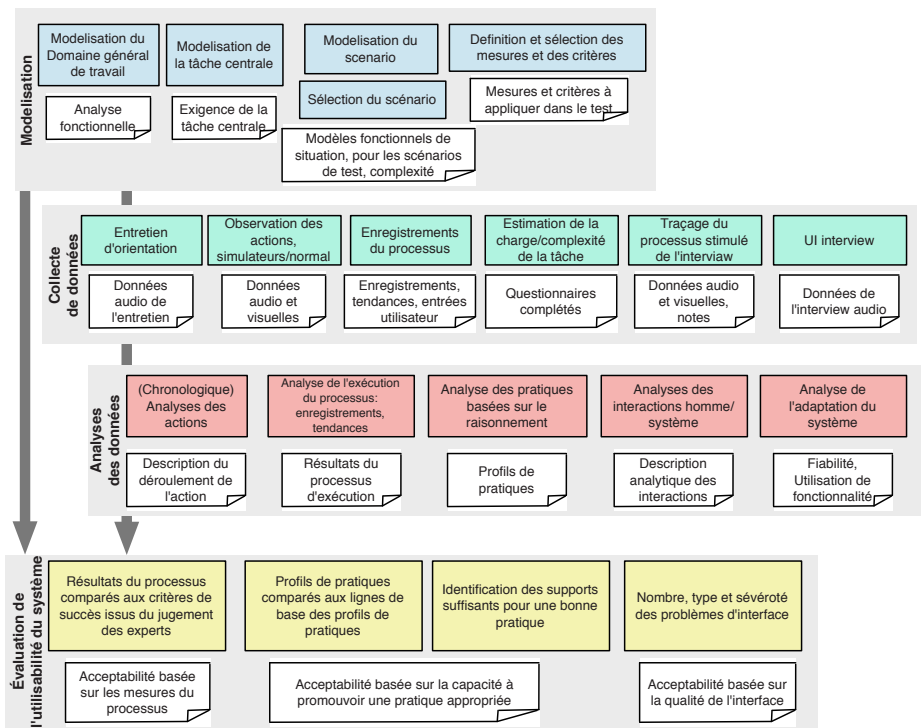 Modelisation
Modelisation du
Domaine général
de travail
Modelisation de
la tâche centrale
Modelisation du
scenario
Definition et sélection des
mesures et des critères
Sélection du scénario
Analyse
fonctionnelle
Exigence de la
tâche centrale
Modèles fonctionnels de
situation, pour les scénarios
de test, complexité
Mesures et critères à
appliquer dans le test
Collecte
de données
Entretien
d'orientation
Observation des
actions,
simulateurs/normal
Enregistrements
du processus
Estimation de la
charge/complexité
de la tâche
Traçage du
processus stimulé
de l'interviaw
UI interview
Données
audio de
l'entretien
Données
audio et
visuelles
Enregistrements,
tendances, entrées
utilisateur
Questionnaires
complétés
Données audio
et visuelles,
notes
Données de
l'interview audio
Analyses
des données
(Chronologique)
Analyses des
actions
Analyse de l'exécution
du processus:
enregistrements,
tendances
Analyse des pratiques
basées sur le
raisonnement
Analyses des
interactions homme/
système
Analyse de
l'adaptation du
système
Description du
déroulement de
l'action
Résultats du
processus
d'exécution
Profils de
pratiques
Description
analytique des
interactions
Fiabilité,
Utilisation de
fonctionnalité
Évaluation de
l'utilisabilité du système
Résultats du processus
comparés aux critères de
succès issus du jugement
des experts
Profils de pratiques
comparés aux lignes de
base des profils de
pratiques
Identification des supports
suffisants pour une bonne
pratique
Nombre, type et sévéroté
des problèmes d'interface
Acceptabilité basée
sur les mesures du
processus
Acceptabilité basée sur la capacité à
promouvoir une pratique appropriée
Acceptabilité basée sur
la qualité de l'interface